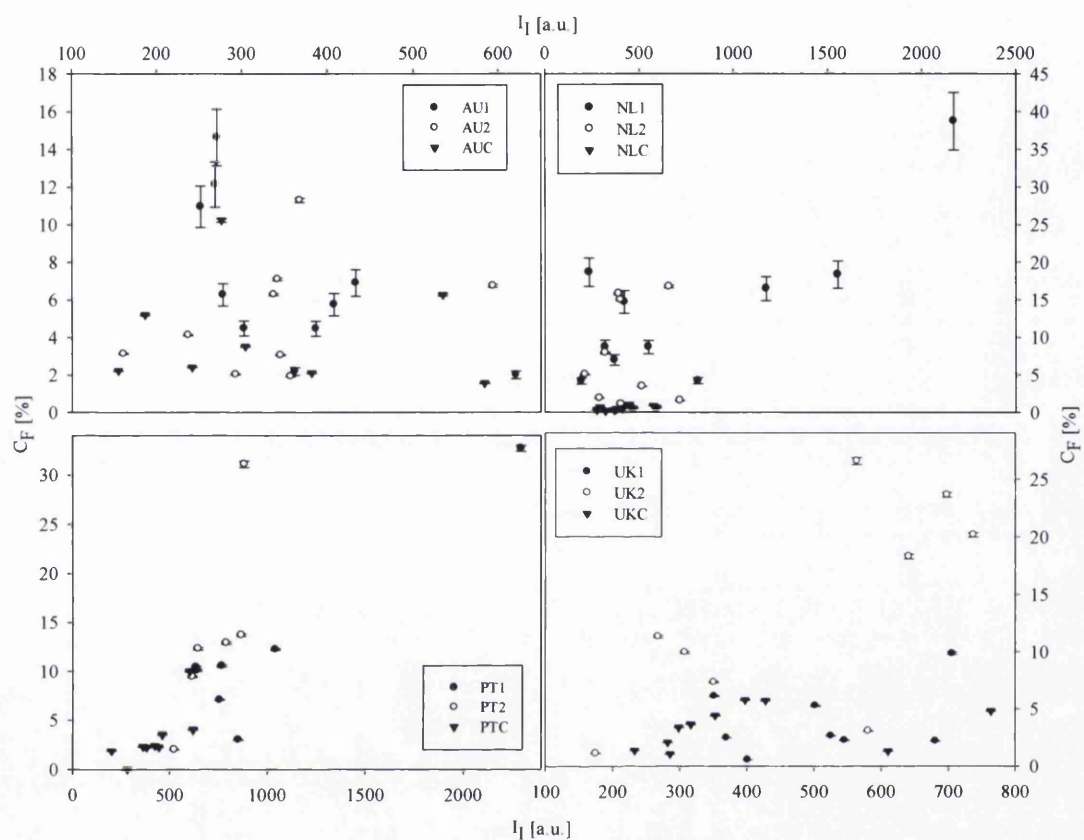 I_I [a.u.]
100 200 300 400 500 600 0 500 1000 1500 2000 2500
18 45
16 40
14 35
12 30
10 25
8 20
6 15
4 10
2 5
0 0
AU1
AU2
AUC
NL1
NL2
NLC
C_F [%]
C_F [%]
30
25
20
15
10
5
0
25
20
15
10
5
0
PT1
PT2
PTC
UK1
UK2
UKC
0 500 1000 1500 2000 100 200 300 400 500 600 700 800
I_I [a.u.]